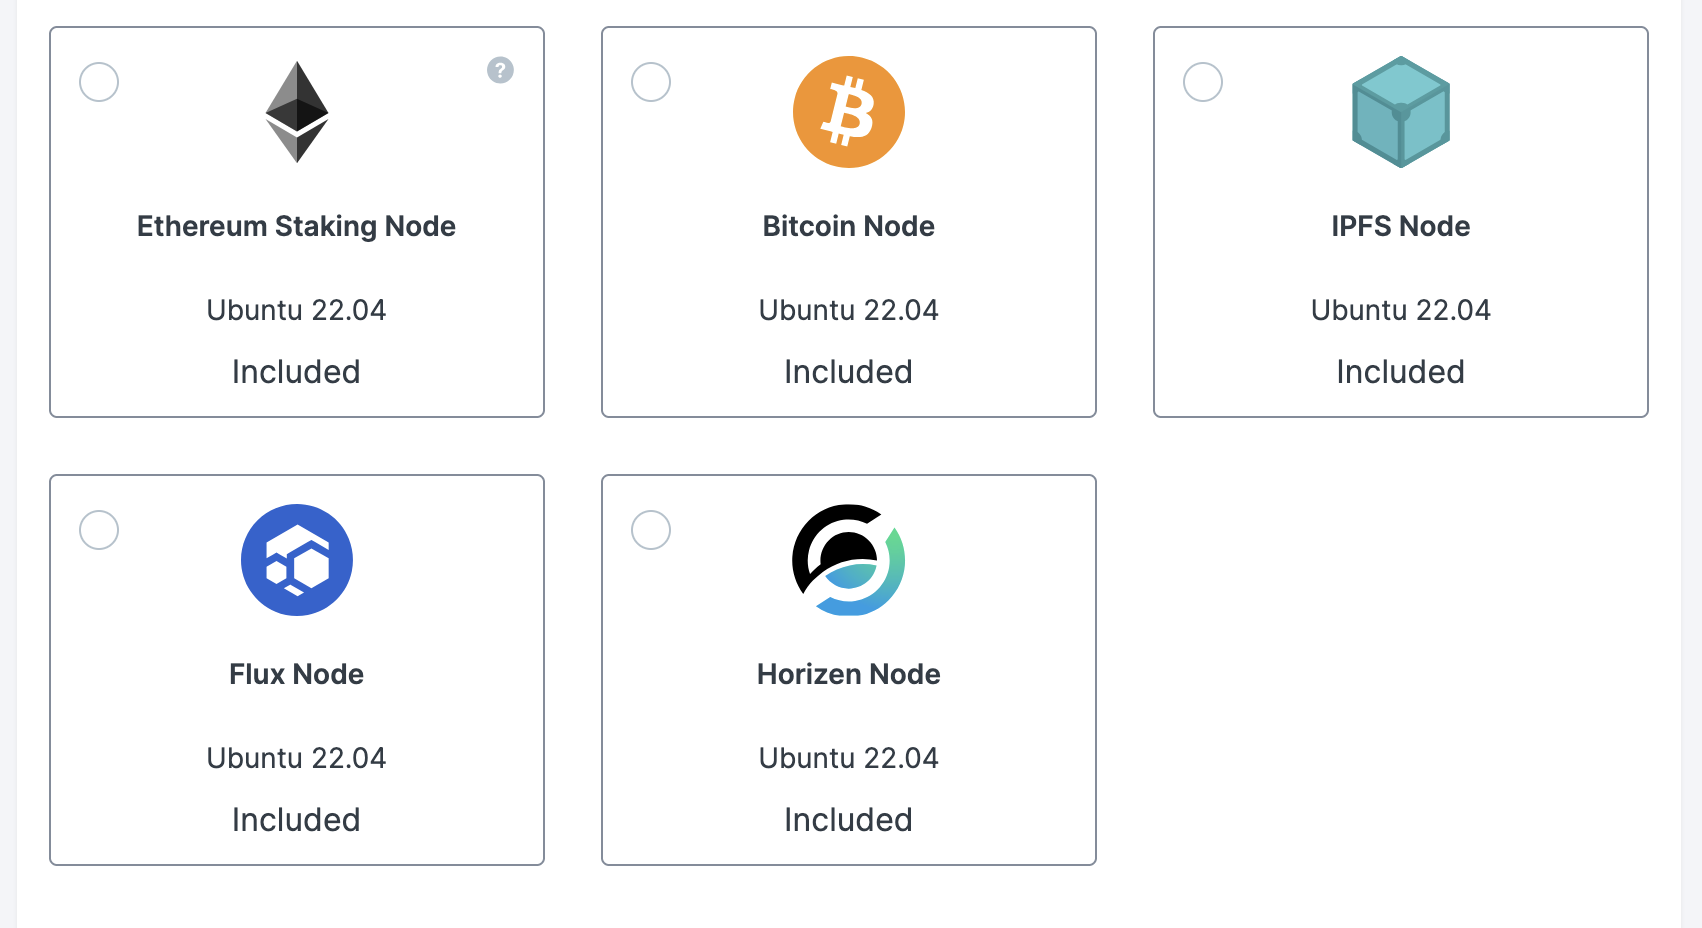 ?
Ethereum Staking Node
Ubuntu 22.04
Included
Bitcoin Node
Ubuntu 22.04
Included
IPFS Node
Ubuntu 22.04
Included
Flux Node
Ubuntu 22.04
Included
Horizen Node
Ubuntu 22.04
Included